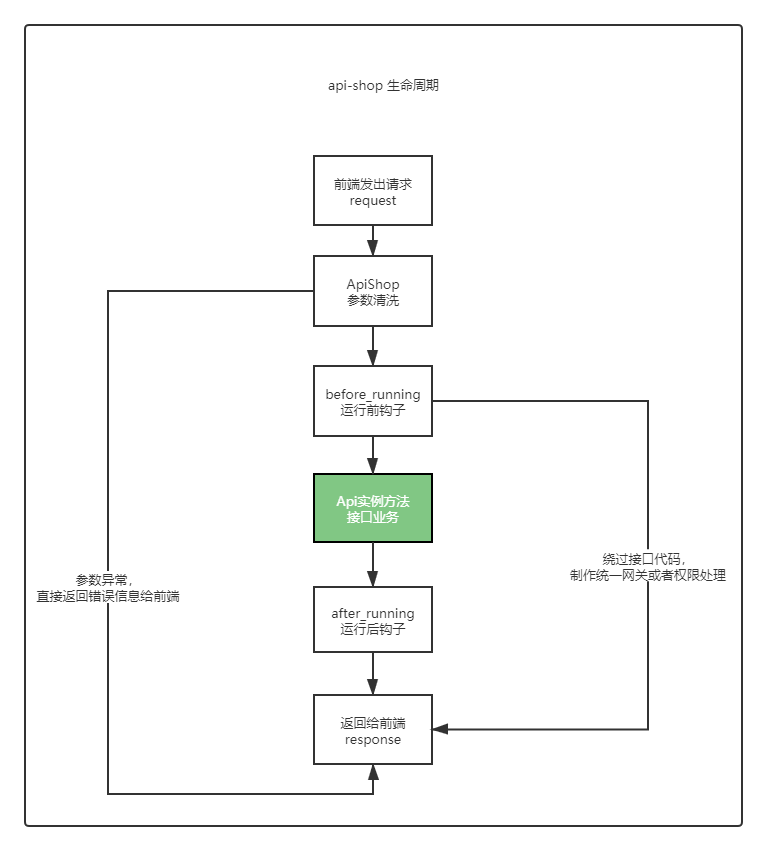 api-shop 生命周期
前端发出请求
request
ApiShop
参数清洗
before_running
运行前钩子
Api实例方法
接口业务
绕过接口代码，
制作统一网关或者权限处理
参数异常，
直接返回错误信息给前端
after_running
运行后钩子
返回给前端
response